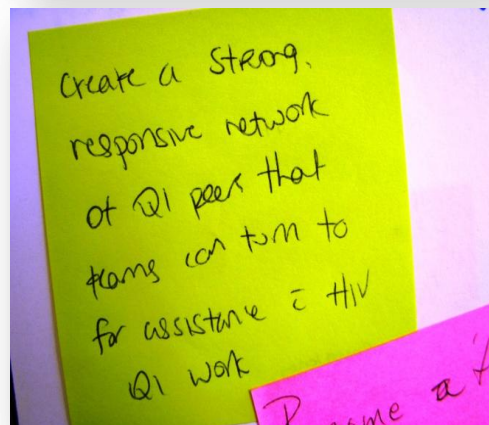 Create a Strong,
responsive network
of QI peers that
teams can turn to
for assistance c̄ HIV
QI work
a